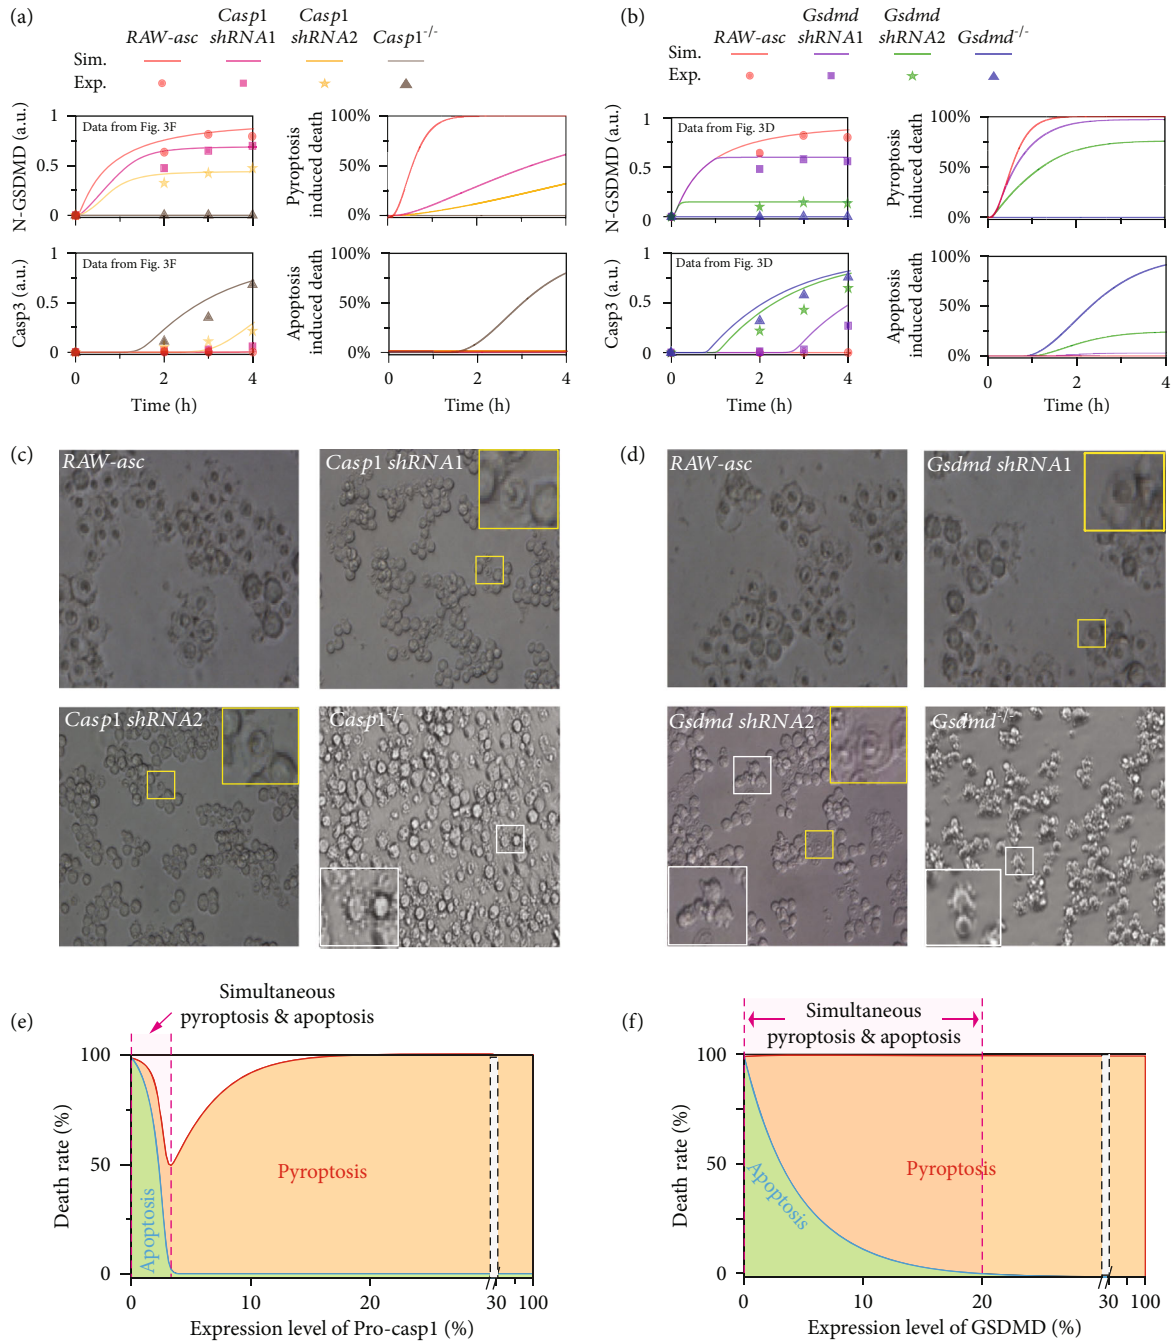 (a)
RAW-asc
Casp1 shRNA1
Casp1 shRNA2
Casp1-/-
Sim.
Exp.
N-GSDMD (a.u.)
1
0.5
0
Data from Fig. 3F
Pyroptosis induced death
100%
50%
0%
Casp3 (a.u.)
1
0.5
0
Data from Fig. 3F
0 2 4
Time (h)
Apoptosis induced death
100%
50%
0%
0 2 4
Time (h)
(b)
RAW-asc
Gsdmd shRNA1
Gsdmd shRNA2
Gsdmd-/-
Sim.
Exp.
N-GSDMD (a.u.)
1
0.5
0
Data from Fig. 3D
Pyroptosis induced death
100%
50%
0%
Casp3 (a.u.)
1
0.5
0
Data from Fig. 3D
0 2 4
Time (h)
Apoptosis induced death
100%
50%
0%
0 2 4
Time (h)
(c)
RAW-asc
Casp1 shRNA1
Casp1 shRNA2
Casp1-/-
(d)
RAW-asc
Gsdmd shRNA1
Gsdmd shRNA2
Gsdmd-/-
(e)
Simultaneous
pyroptosis & apoptosis
Death rate (%)
100
50
0
Apoptosis
Pyroptosis
0 10 20 30 100
Expression level of Pro-casp1 (%)
(f)
Simultaneous
pyroptosis & apoptosis
Death rate (%)
100
50
0
Apoptosis
Pyroptosis
0 10 20 30 100
Expression level of GSDMD (%)